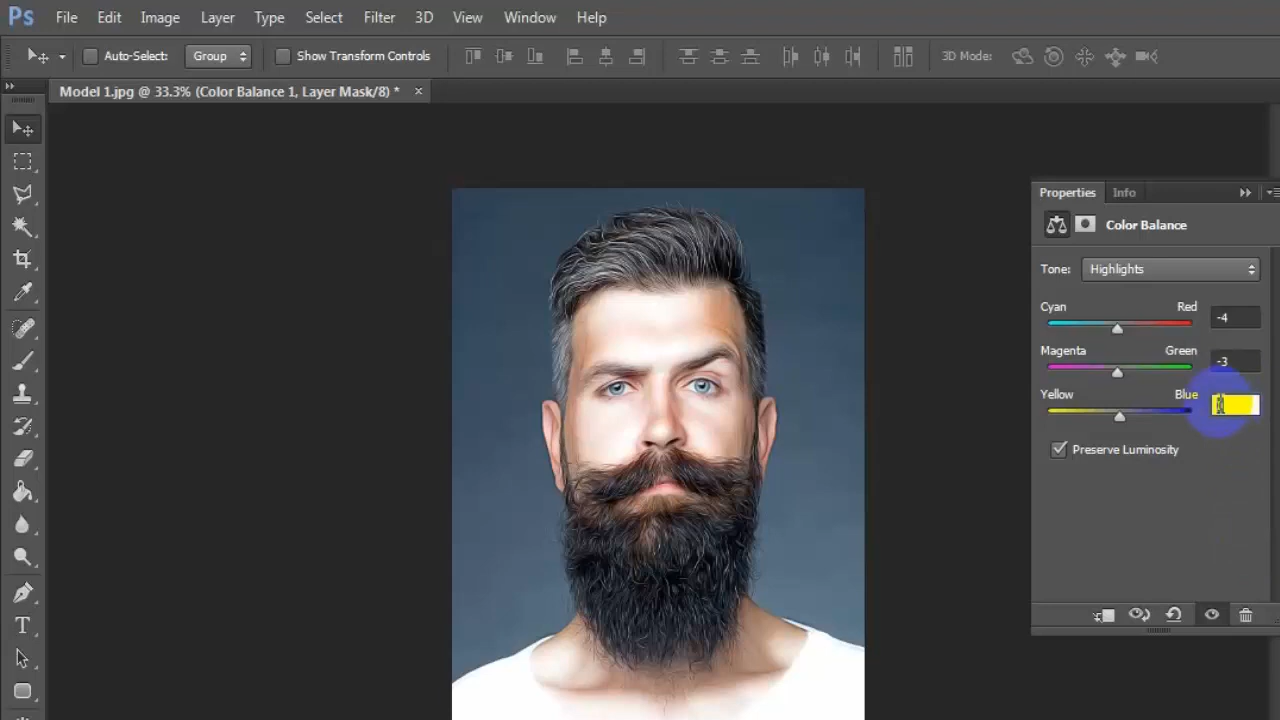 Ps File Edit Image Layer Type Select Filter 3D View Window Help
Auto-Select: Group Show Transform Controls 3D Mode:
Model 1.jpg @ 33.3% (Color Balance 1, Layer Mask/8) * ×
Properties Info
Color Balance
Tone: Highlights
Cyan Red -4
Magenta Green -3
Yellow Blue
Preserve Luminosity
T